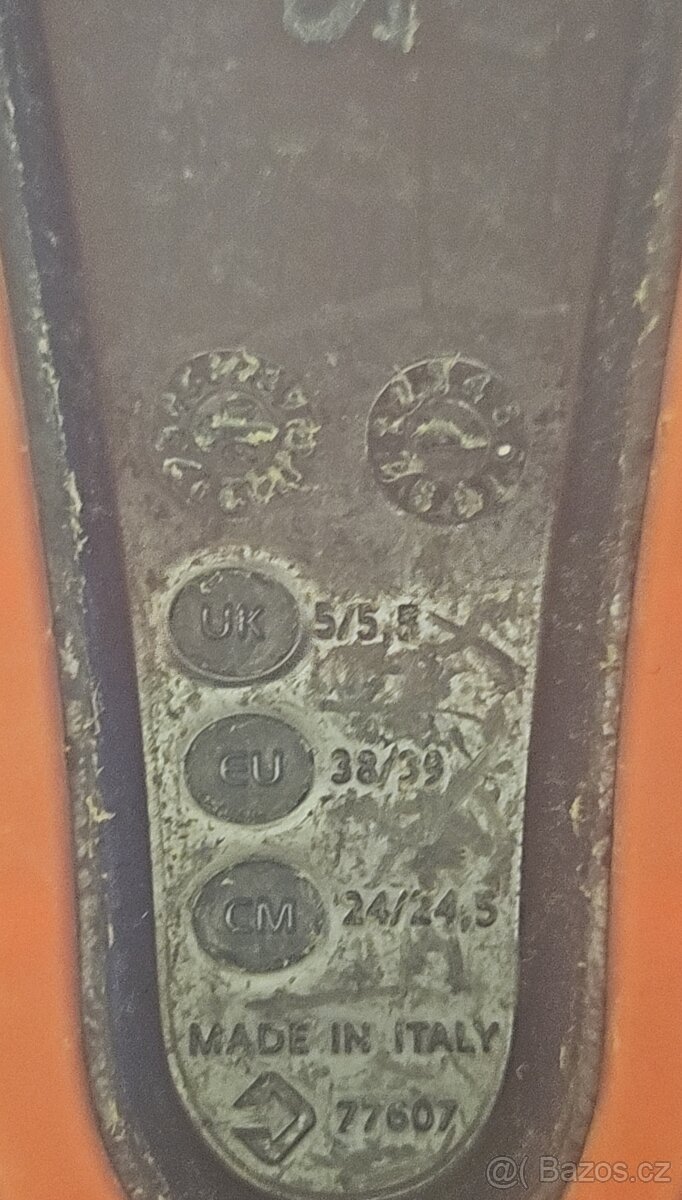 UK 5/5,5
EU 38/39
CM 24/24,5
MADE IN ITALY
77607
@( Bazos.cz